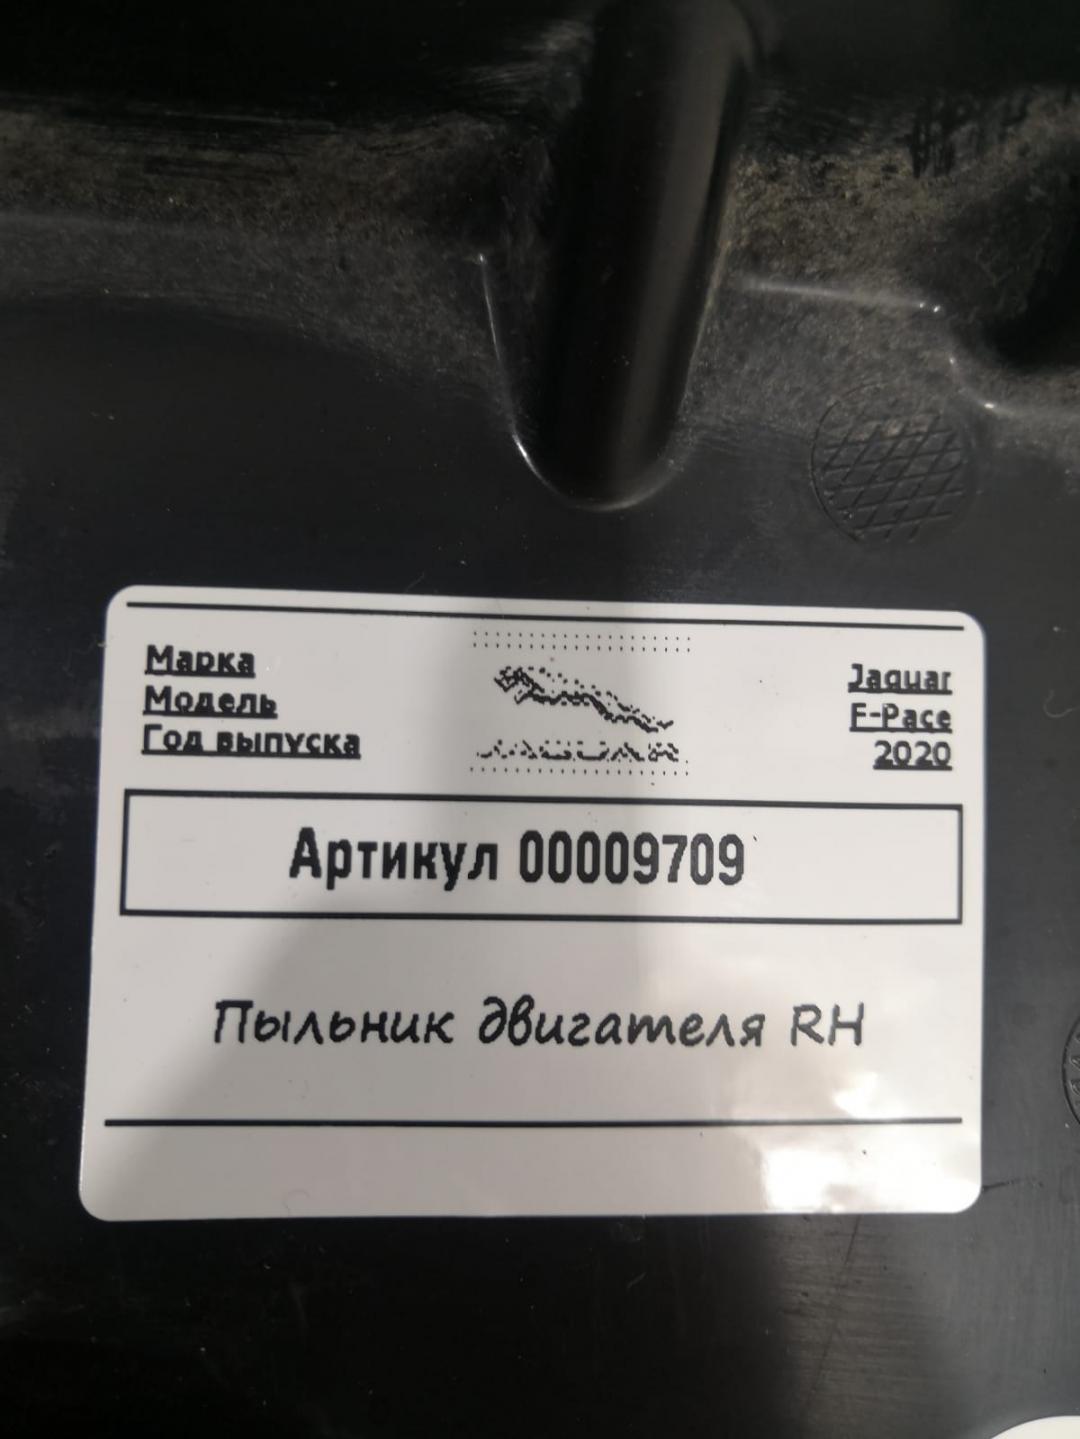 Марка
Модель
Год выпуска
JAGUAR
Jaguar
F-Pace
2020
Артикул 00009709
Пыльник двигателя RH